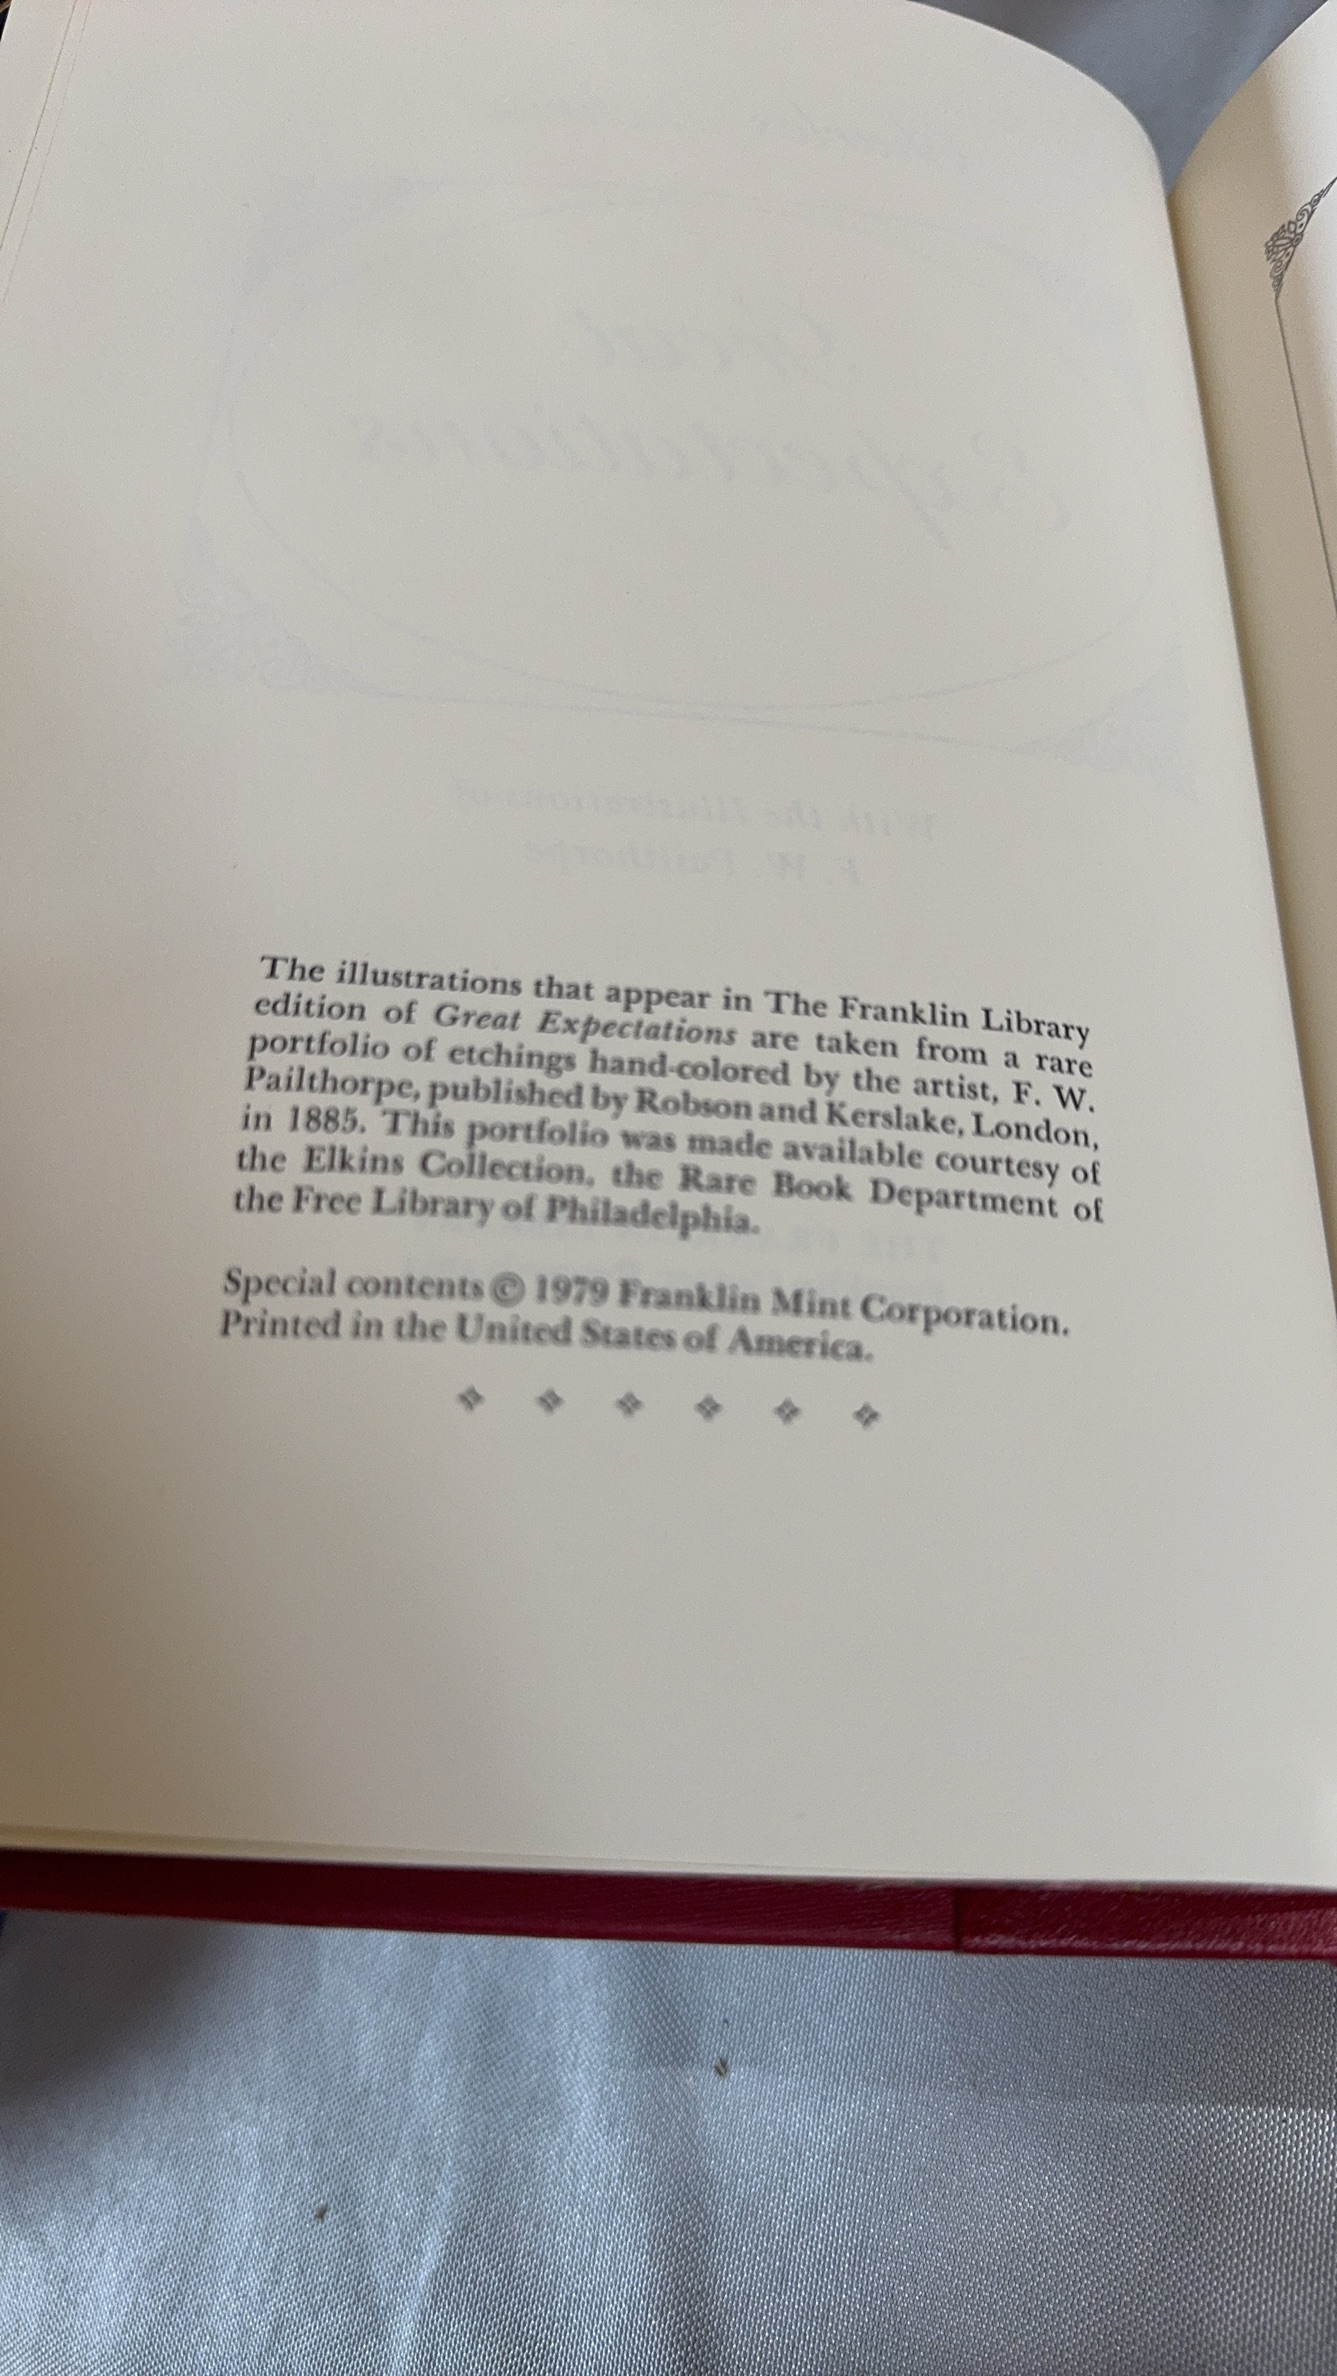 The illustrations that appear in The Franklin Library
edition of Great Expectations are taken from a rare
portfolio of etchings hand-colored by the artist, F. W.
Pailthorpe, published by Robson and Kerslake, London,
in 1885. This portfolio was made available courtesy of
the Elkins Collection, the Rare Book Department of
the Free Library of Philadelphia.
Special contents © 1979 Franklin Mint Corporation.
Printed in the United States of America.